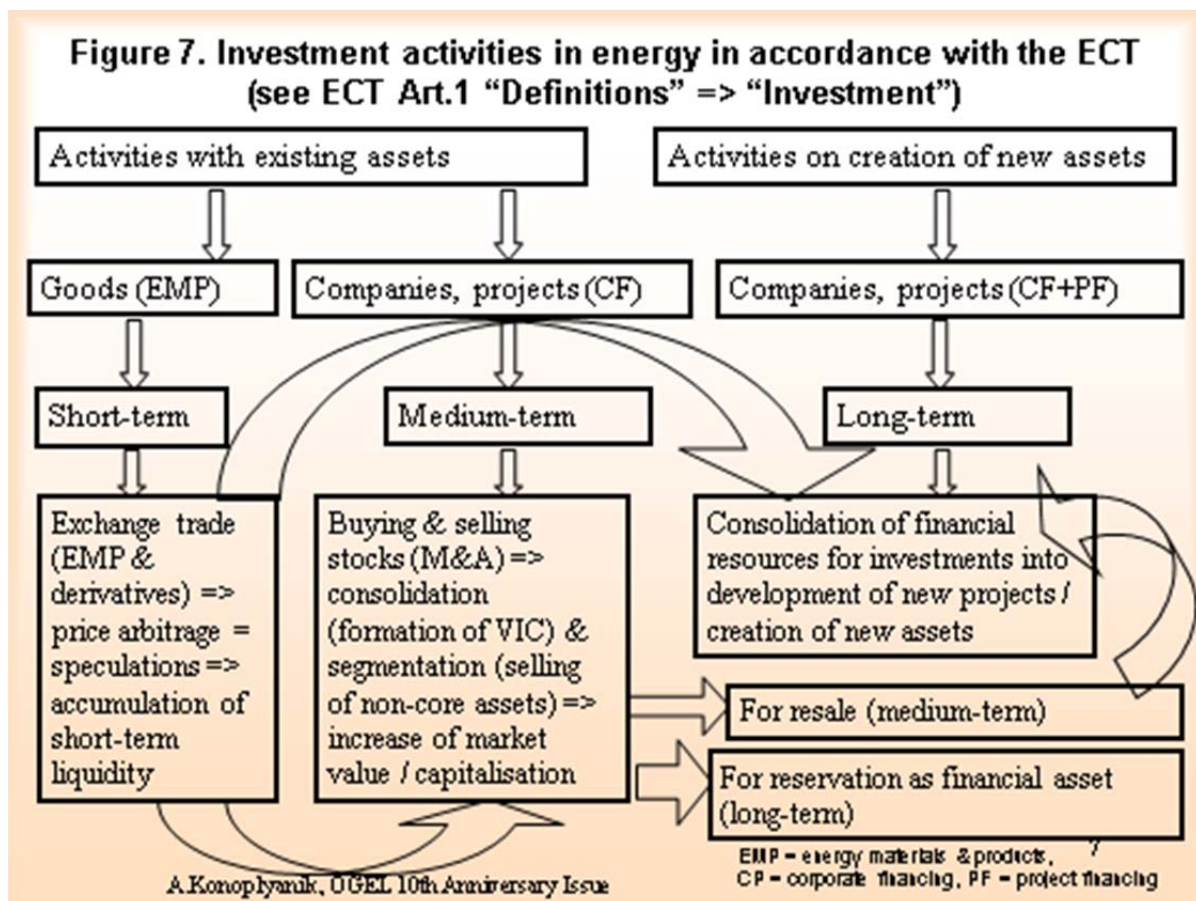 Figure 7. Investment activities in energy in accordance with the ECT
(see ECT Art.1 “Definitions” => “Investment”)
Activities with existing assets
Activities on creation of new assets
Goods (EMP)
Companies, projects (CF)
Companies, projects (CF+PF)
Short-term
Medium-term
Long-term
Exchange trade
(EMP &
derivatives) =>
price arbitrage =
speculations =>
accumulation of
short-term
liquidity
Buying & selling
stocks (M&A) =>
consolidation
(formation of VIC) &
segmentation (selling
of non-core assets) =>
increase of market
value / capitalisation
Consolidation of financial
resources for investments into
development of new projects /
creation of new assets
For resale (medium-term)
For reservation as financial asset
(long-term)
A.Konoplyanik, OGEL 10th Anniversary Issue
EMP = energy materials & products,
7
CP = corporate financing, PF = project financing